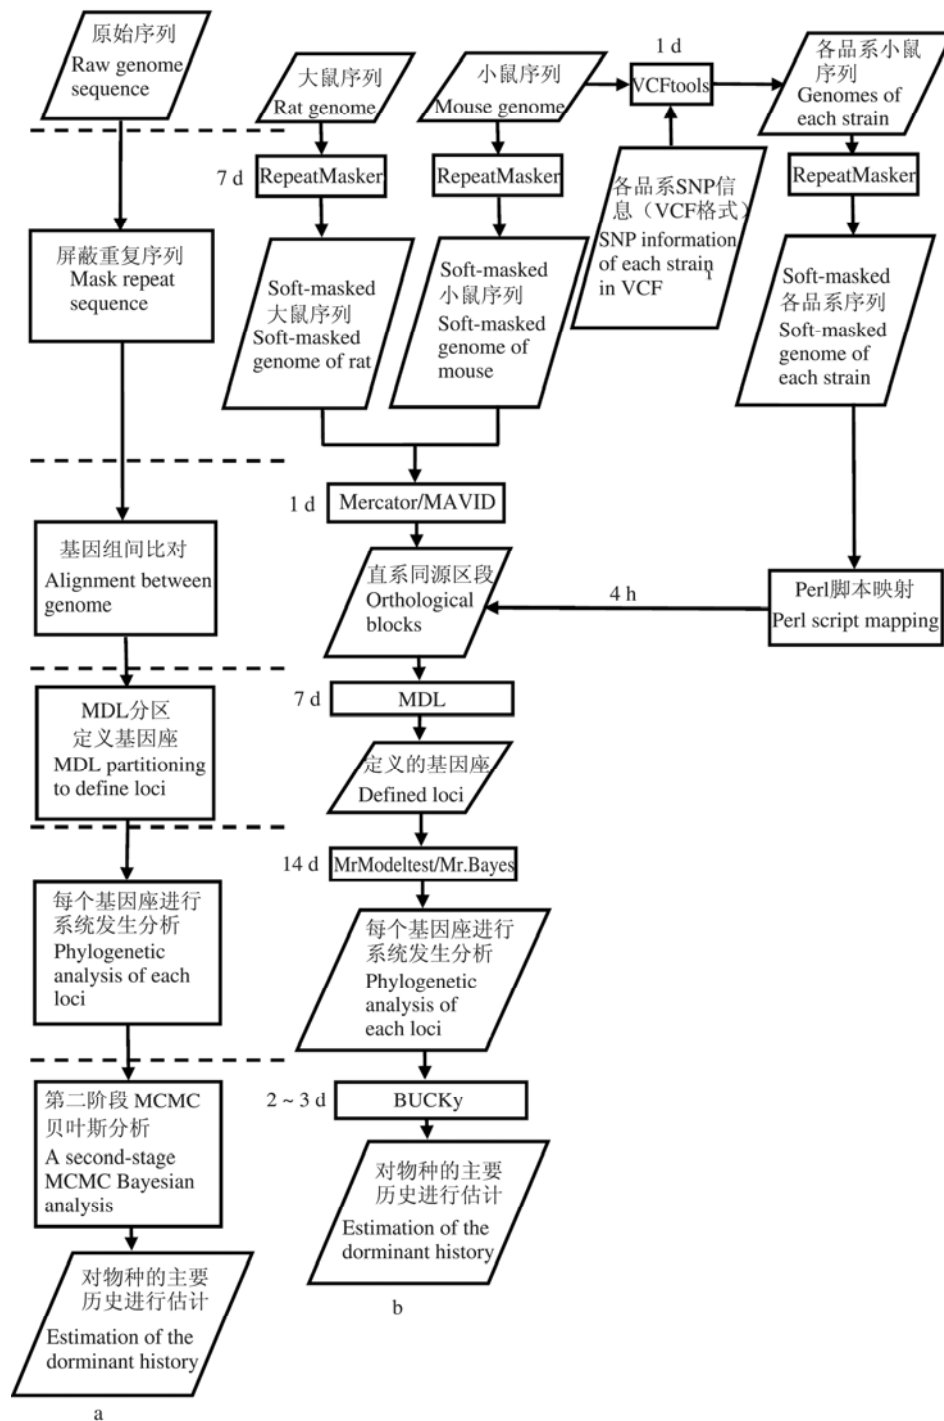 原始序列
Raw genome
sequence
屏蔽重复序列
Mask repeat
sequence
基因组间比对
Alignment between
genome
MDL分区
定义基因座
MDL partitioning
to define loci
每个基因座进行
系统发生分析
Phylogenetic
analysis of each
loci
第二阶段 MCMC
贝叶斯分析
A second-stage
MCMC Bayesian
analysis
对物种的主要
历史进行估计
Estimation of the
dorminant history
a
大鼠序列
Rat genome
小鼠序列
Mouse genome
1 d
VCFtools
各品系小鼠
序列
Genomes of
each strain
7 d
RepeatMasker
RepeatMasker
各品系SNP信
息（VCF格式）
SNP information
of each strain
in VCF
RepeatMasker
Soft-masked
大鼠序列
Soft-masked
genome of rat
Soft-masked
小鼠序列
Soft-masked
genome of
mouse
Soft-masked
各品系序列
Soft-masked
genome of
each strain
1 d
Mercator/MAVID
直系同源区段
Orthological
blocks
4 h
Perl脚本映射
Perl script mapping
7 d
MDL
定义的基因座
Defined loci
14 d
MrModeltest/Mr.Bayes
每个基因座进行
系统发生分析
Phylogenetic
analysis of
each loci
2 ~ 3 d
BUCKy
对物种的主要
历史进行估计
Estimation of the
dorminant history
b